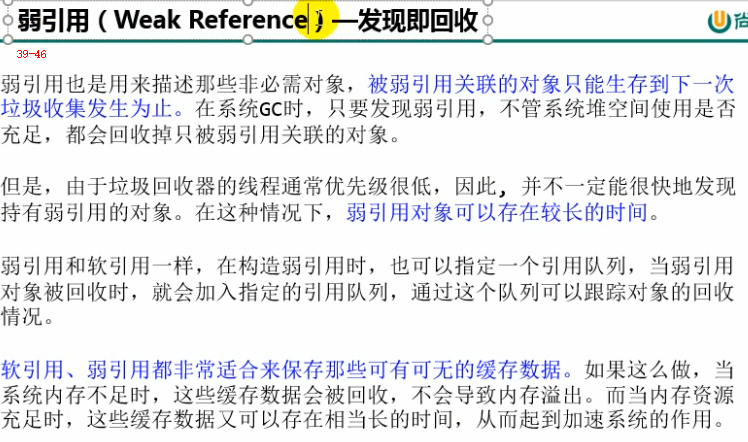 弱引用（Weak Reference）—发现即回收
尚
39-46
弱引用也是用来描述那些非必需对象，被弱引用关联的对象只能生存到下一次
垃圾收集发生为止。在系统GC时，只要发现弱引用，不管系统堆空间使用是否
充足，都会回收掉只被弱引用关联的对象。
但是，由于垃圾回收器的线程通常优先级很低，因此，并不一定能很快地发现
持有弱引用的对象。在这种情况下，弱引用对象可以存在较长的时间。
弱引用和软引用一样，在构造弱引用时，也可以指定一个引用队列，当弱引用
对象被回收时，就会加入指定的引用队列，通过这个队列可以跟踪对象的回收
情况。
软引用、弱引用都非常适合来保存那些可有可无的缓存数据。如果这么做，当
系统内存不足时，这些缓存数据会被回收，不会导致内存溢出。而当内存资源
充足时，这些缓存数据又可以存在相当长的时间，从而起到加速系统的作用。